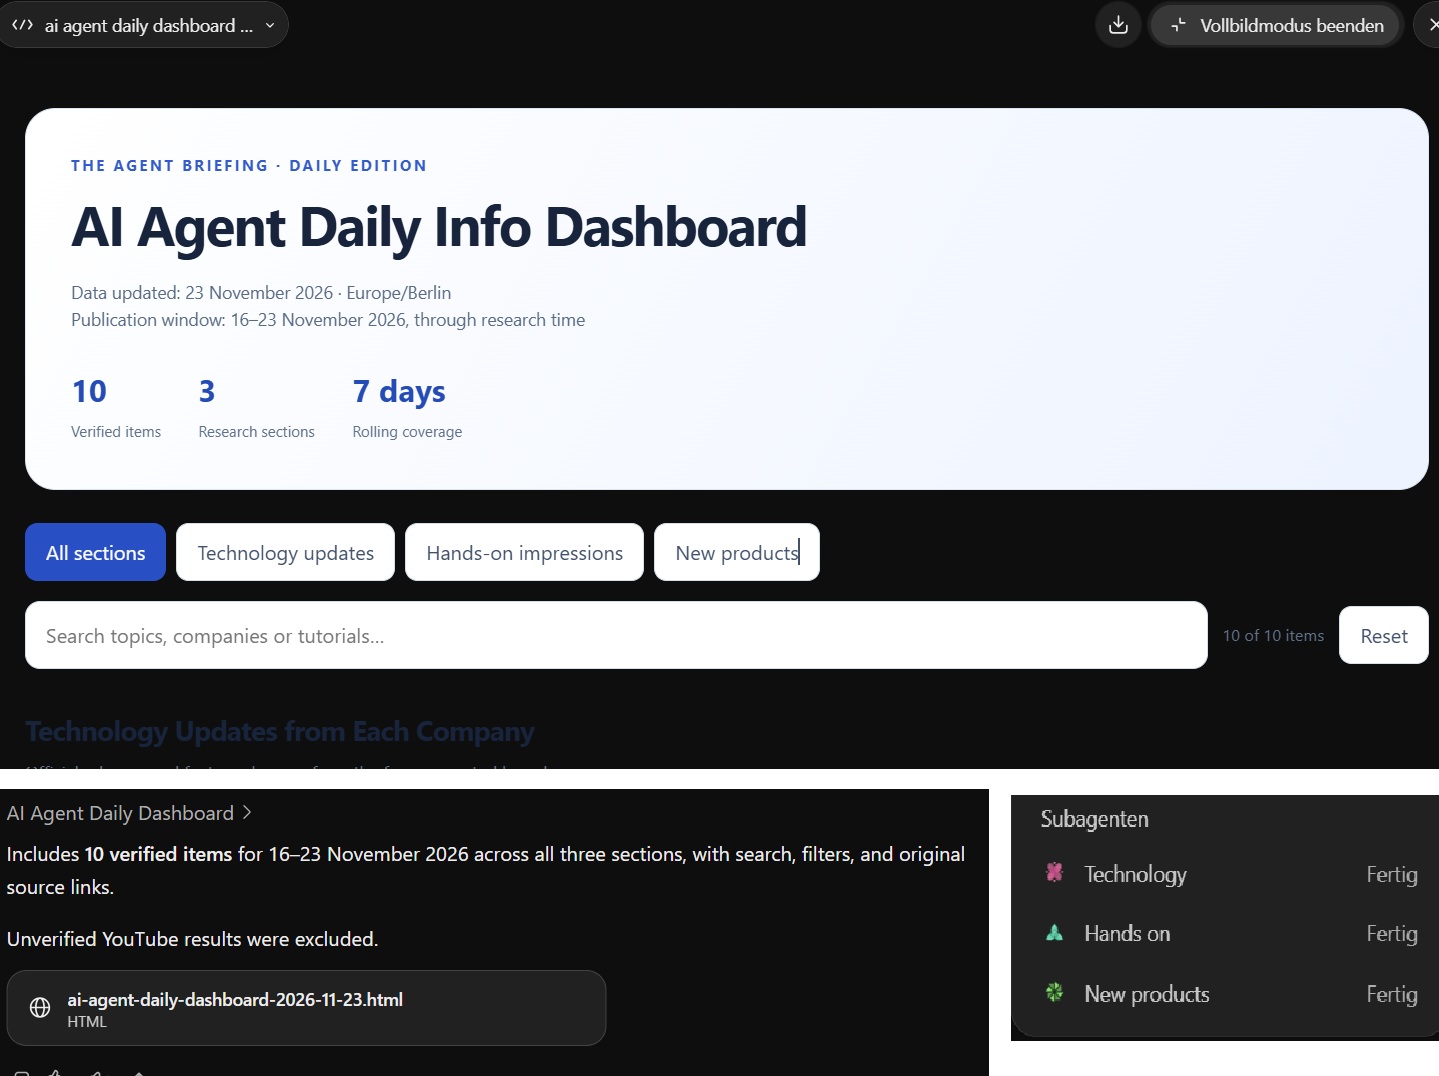 ai agent daily dashboard ...
Vollbildmodus beenden
THE AGENT BRIEFING · DAILY EDITION
AI Agent Daily Info Dashboard
Data updated: 23 November 2026 · Europe/Berlin
Publication window: 16–23 November 2026, through research time
10 3 7 days
Verified items Research sections Rolling coverage
All sections Technology updates Hands-on impressions New products
Search topics, companies or tutorials... 10 of 10 items Reset
Technology Updates from Each Company
AI Agent Daily Dashboard
Includes 10 verified items for 16–23 November 2026 across all three sections, with search, filters, and original
source links.
Unverified YouTube results were excluded.
ai-agent-daily-dashboard-2026-11-23.html
HTML
Subagenten
Technology Fertig
Hands on Fertig
New products Fertig